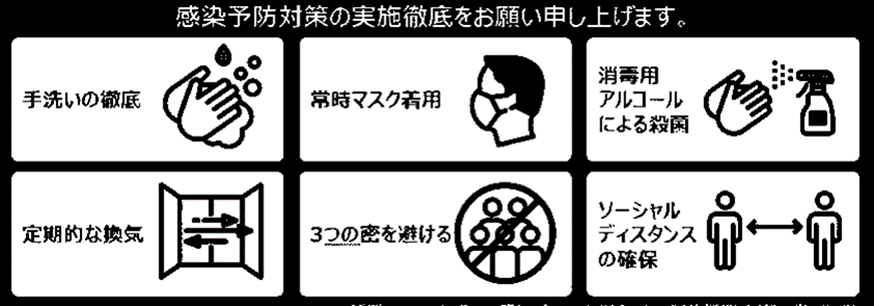 感染予防対策の実施徹底をお願い申し上げます。
手洗いの徹底
常時マスク着用
消毒用
アルコール
による殺菌
定期的な換気
3つの密を避ける
ソーシャル
ディスタンス
の確保